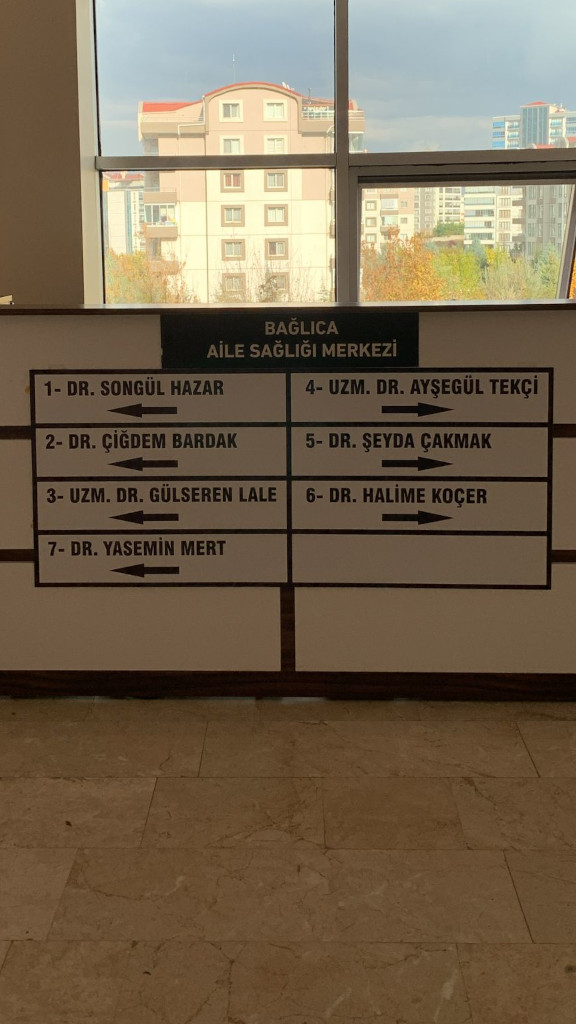 BAĞLICA
AİLE SAĞLIĞI MERKEZİ
1- DR. SONGÜL HAZAR
2- DR. ÇİĞDEM BARDAK
3- UZM. DR. GÜLSEREN LALE
7- DR. YASEMİN MERT
4- UZM. DR. AYŞEGÜL TEKÇİ
5- DR. ŞEYDA ÇAKMAK
6- DR. HALİME KOÇER